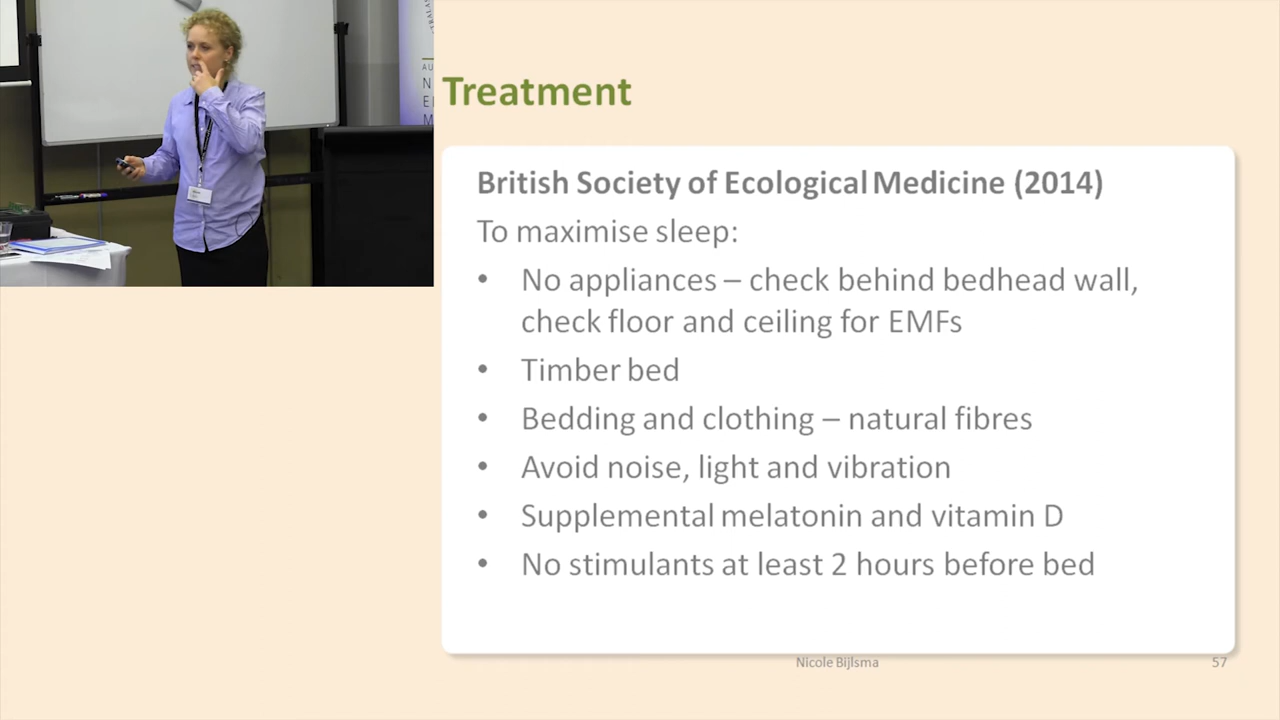 AU
N
E
M
Treatment
British Society of Ecological Medicine (2014)
To maximise sleep:
• No appliances – check behind bedhead wall,
check floor and ceiling for EMFs
• Timber bed
• Bedding and clothing – natural fibres
• Avoid noise, light and vibration
• Supplemental melatonin and vitamin D
• No stimulants at least 2 hours before bed
Nicole Bijlsma
57